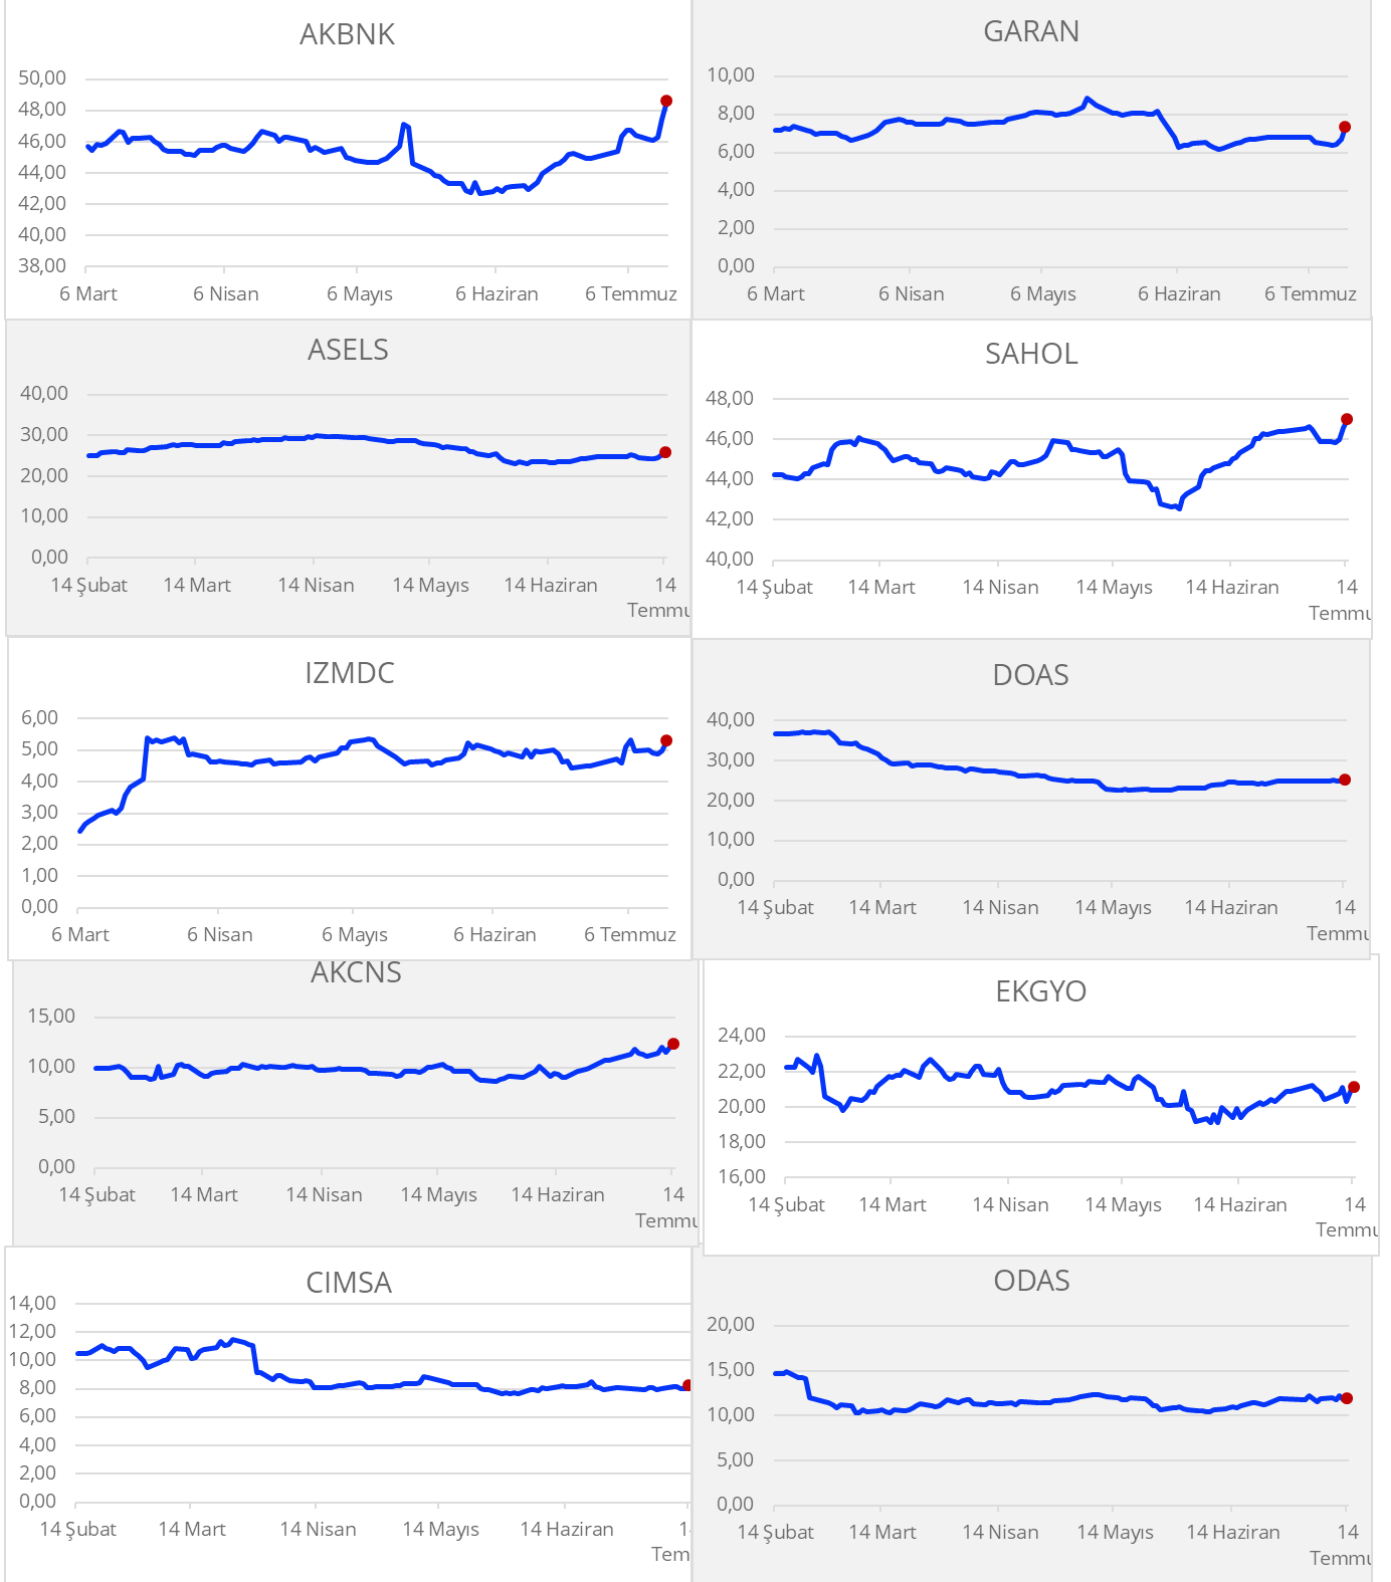 AKBNK
50,00
48,00
46,00
44,00
42,00
40,00
38,00
6 Mart 6 Nisan 6 Mayıs 6 Haziran 6 Temmuz
GARAN
10,00
8,00
6,00
4,00
2,00
0,00
6 Mart 6 Nisan 6 Mayıs 6 Haziran 6 Temmuz
ASELS
40,00
30,00
20,00
10,00
0,00
14 Şubat 14 Mart 14 Nisan 14 Mayıs 14 Haziran 14
Temmu
SAHOL
48,00
46,00
44,00
42,00
40,00
14 Şubat 14 Mart 14 Nisan 14 Mayıs 14 Haziran 14
Temmu
IZMDC
6,00
5,00
4,00
3,00
2,00
1,00
0,00
6 Mart 6 Nisan 6 Mayıs 6 Haziran 6 Temmuz
DOAS
40,00
30,00
20,00
10,00
0,00
14 Şubat 14 Mart 14 Nisan 14 Mayıs 14 Haziran 14
Temmu
AKCNS
15,00
10,00
5,00
0,00
14 Şubat 14 Mart 14 Nisan 14 Mayıs 14 Haziran 14
Temmu
EKGYO
24,00
22,00
20,00
18,00
16,00
14 Şubat 14 Mart 14 Nisan 14 Mayıs 14 Haziran 14
Temmu
CIMSA
14,00
12,00
10,00
8,00
6,00
4,00
2,00
0,00
14 Şubat 14 Mart 14 Nisan 14 Mayıs 14 Haziran 1
Tem
ODAS
20,00
15,00
10,00
5,00
0,00
14 Şubat 14 Mart 14 Nisan 14 Mayıs 14 Haziran 14
Temmu